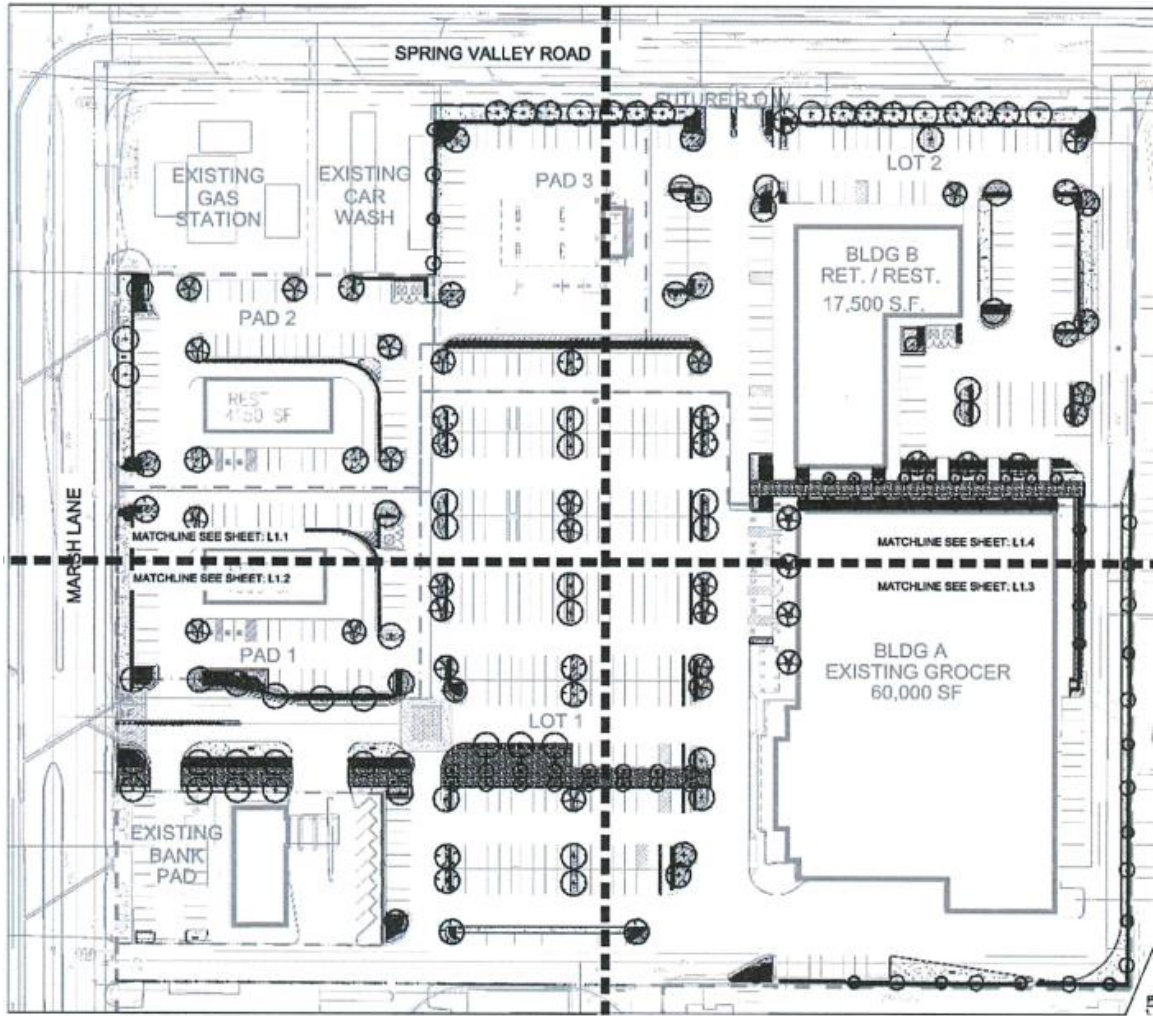 SPRING VALLEY ROAD
FUTURE R.O.W.
EXISTING
GAS
STATION
EXISTING
CAR
WASH
PAD 3
LOT 2
BLDG B
RET. / REST.
17,500 S.F.
PAD 2
REST
SF
MARSH LANE
MATCHLINE SEE SHEET: L1.1
MATCHLINE SEE SHEET: L1.2
MATCHLINE SEE SHEET: L1.4
MATCHLINE SEE SHEET: L1.3
PAD 1
BLDG A
EXISTING GROCER
60,000 SF
LOT 1
EXISTING
BANK
PAD